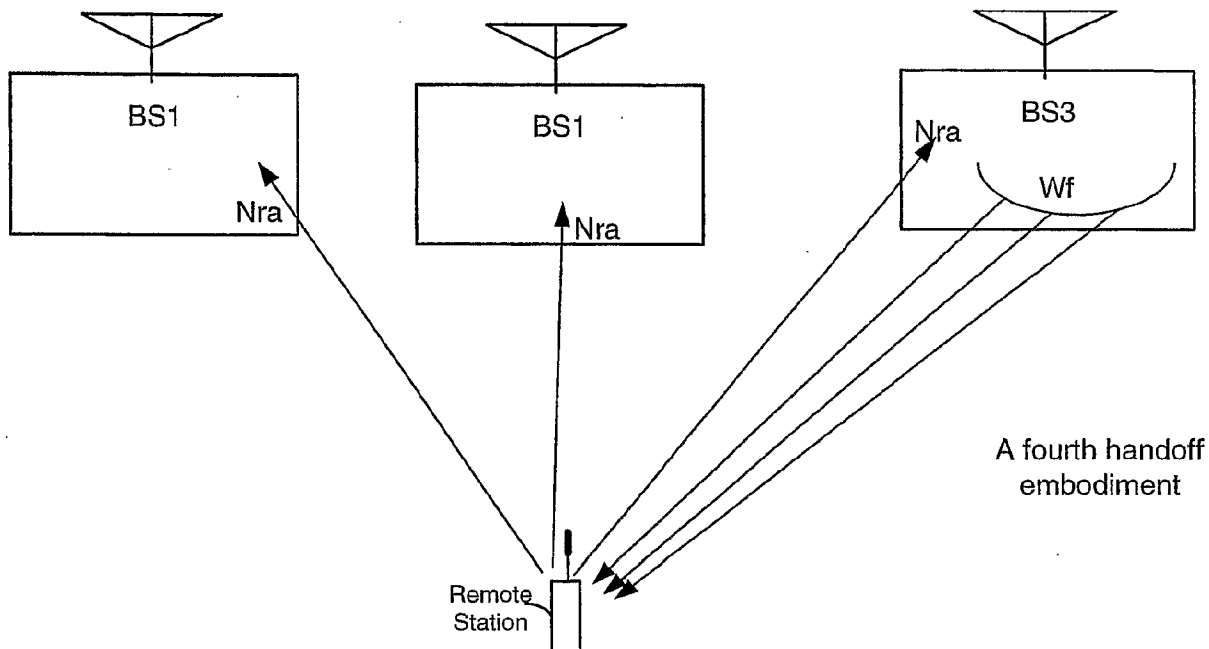 BS1
BS1
BS3
Nra
Nra
Nra
Wf
A fourth handoff
embodiment
Remote
Station